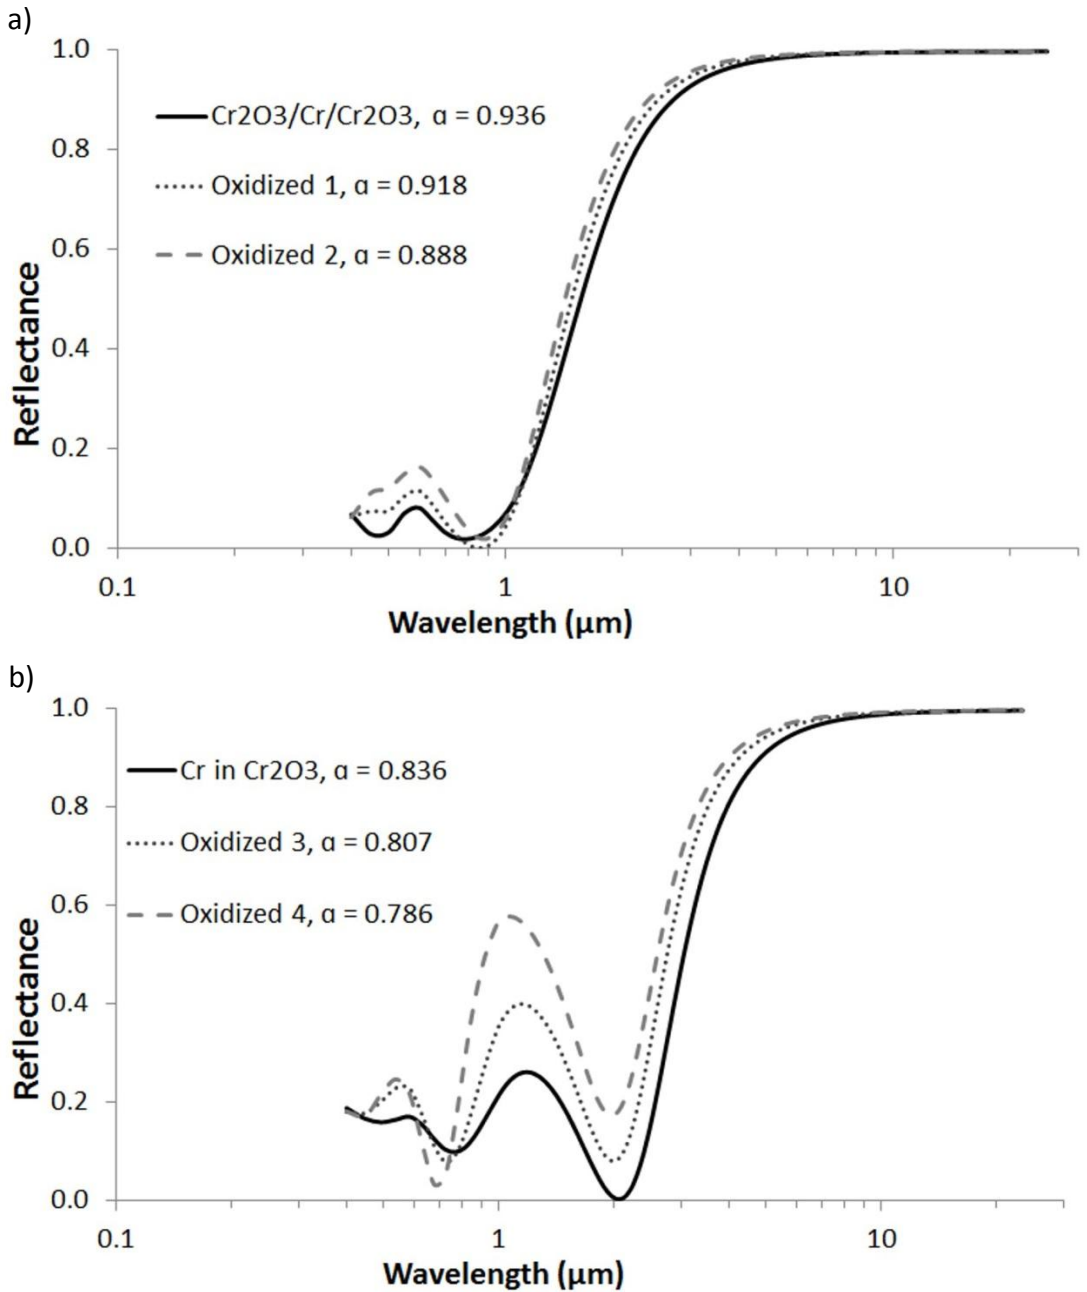 a)
1.0
Cr2O3/Cr/Cr2O3, α = 0.936
0.8
Oxidized 1, α = 0.918
0.6
Oxidized 2, α = 0.888
0.4
0.2
0.0
Reflectance
0.1 1 10
Wavelength (μm)
b)
1.0
Cr in Cr2O3, α = 0.836
0.8
Oxidized 3, α = 0.807
0.6
Oxidized 4, α = 0.786
0.4
0.2
0.0
Reflectance
0.1 1 10
Wavelength (μm)